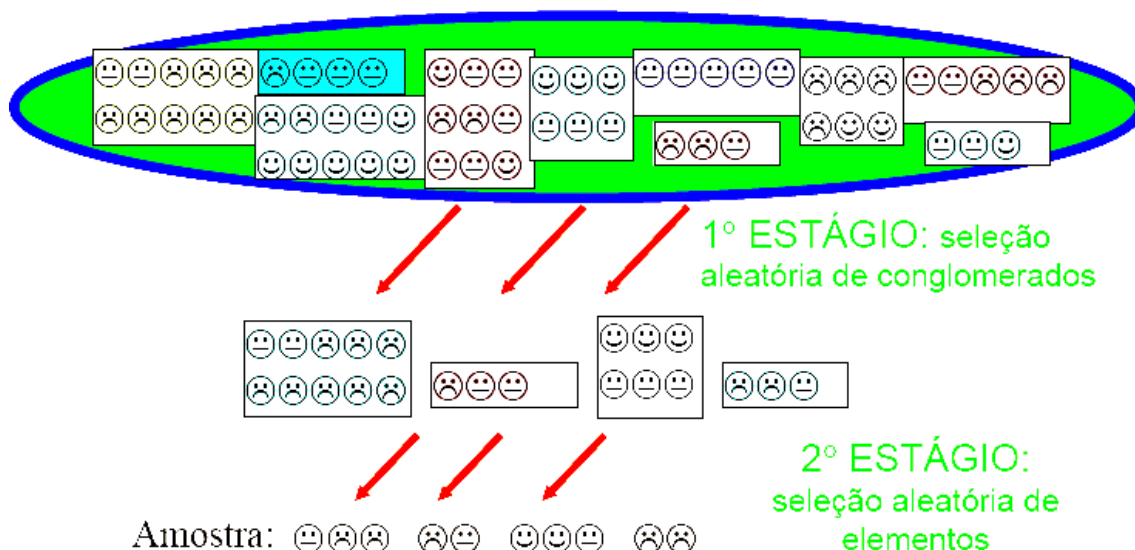 1º ESTÁGIO: seleção
aleatória de conglomerados
2º ESTÁGIO:
seleção aleatória de
elementos
Amostra: